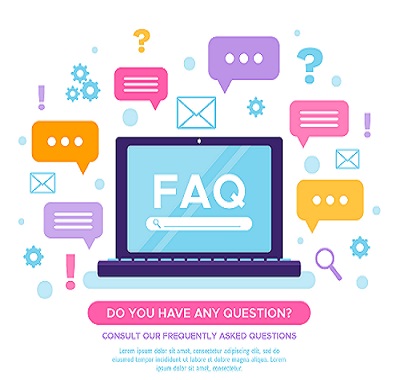 FAQ
DO YOU HAVE ANY QUESTION?
CONSULT OUR FREQUENTLY ASKED QUESTIONS
Lorem ipsum dolor sit amet, consectetur adipiscing elit, sed do eiusmod
tempor incididunt ut labore et dolore magna aliqua. Lorem ipsum dolor
sit amet, consectetur